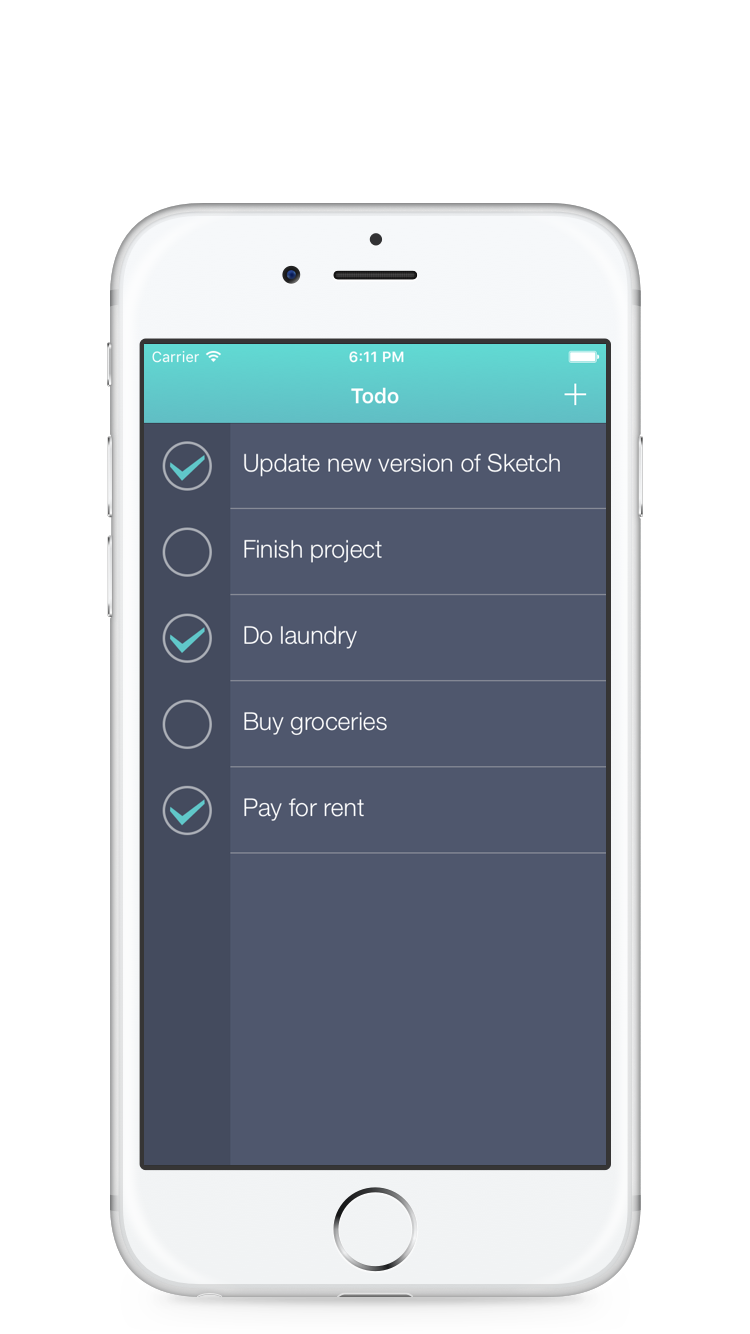 Carrier 6:11 PM
Todo
Update new version of Sketch
Finish project
Do laundry
Buy groceries
Pay for rent